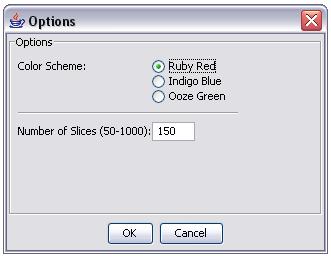 Options
Options
Color Scheme:
Ruby Red
Indigo Blue
Ooze Green
Number of Slices (50-1000): 150
OK Cancel